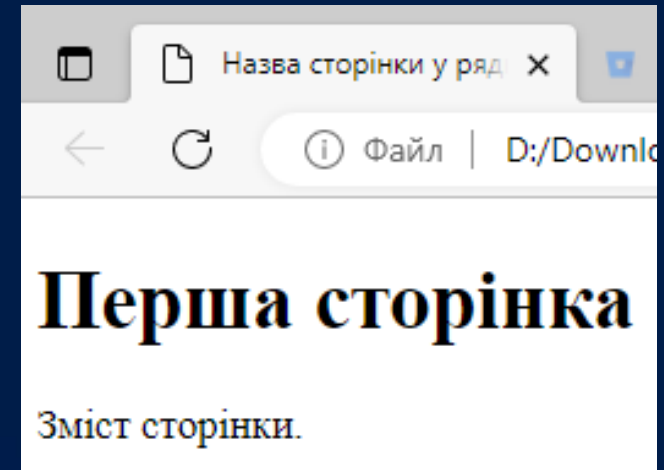 Назва сторінки у ряд
Файл | D:/Downlo
Перша сторінка
Зміст сторінки.